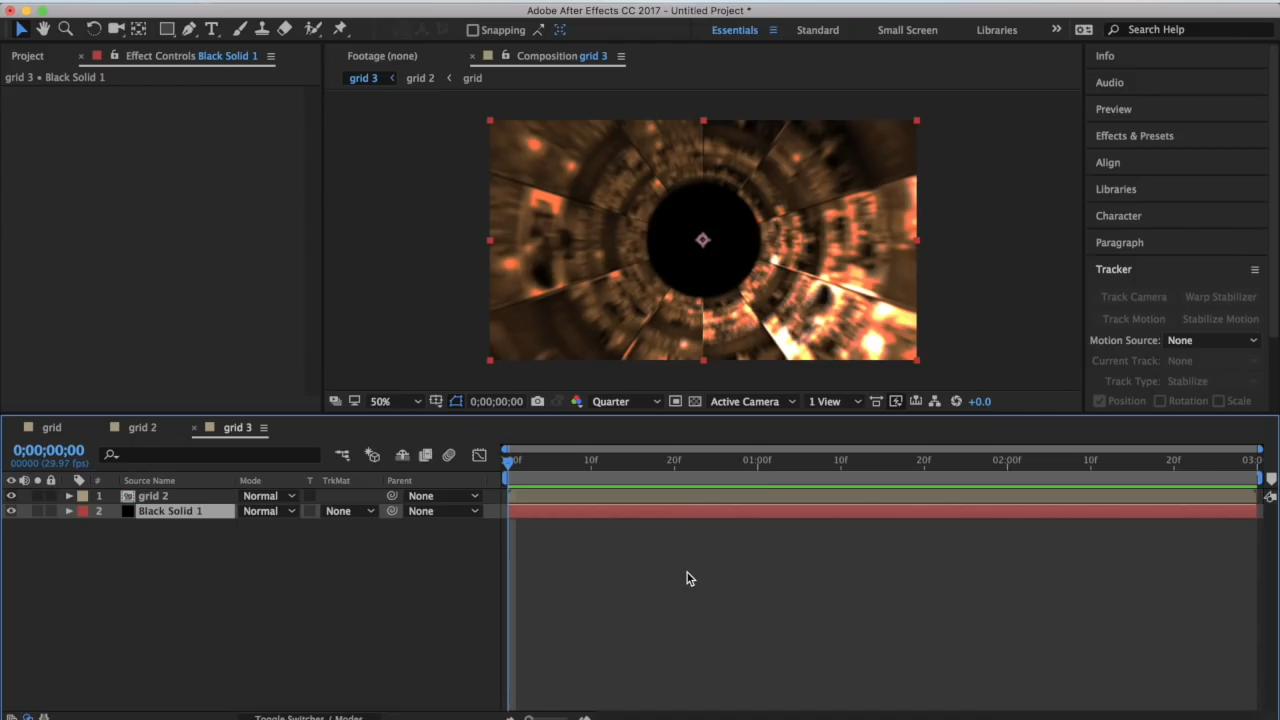 Adobe After Effects CC 2017 - Untitled Project *
Snapping
Essentials
Standard
Small Screen
Libraries
Search Help
Project
Effect Controls Black Solid 1
grid 3 • Black Solid 1
Footage (none)
Composition grid 3
grid 3
grid 2
grid
50%
0;00;00;00
Quarter
Active Camera
1 View
+0.0
Info
Audio
Preview
Effects & Presets
Align
Libraries
Character
Paragraph
Tracker
Track Camera Warp Stabilizer
Track Motion Stabilize Motion
Motion Source: None
Current Track: None
Track Type: Stabilize
Position Rotation Scale
grid grid 2 grid 3
0;00;00;00
00000 (29.97 fps)
10f 20f 01:00f 10f 20f 02:00f 10f 20f 03:0
# Source Name Mode T TrkMat Parent
1 grid 2 Normal None
2 Black Solid 1 Normal None None
Toggle Switches / Modes